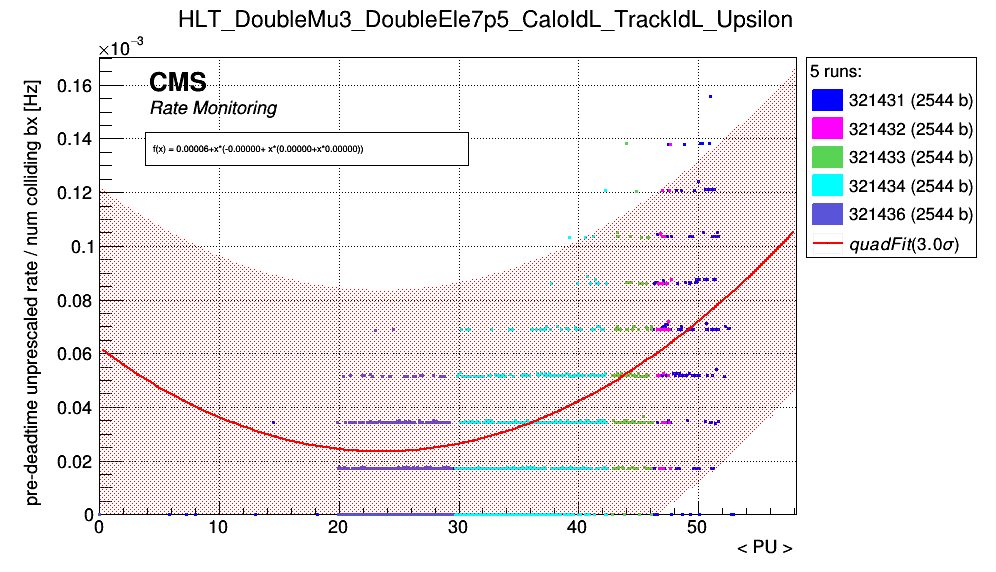 HLT_DoubleMu3_DoubleEle7p5_CaloIdL_TrackIdL_Upsilon
×10⁻³
CMS
Rate Monitoring
f(x) = 0.00006+x*(-0.00000+ x*(0.00000+x*0.00000))
pre-deadtime unprescaled rate / num colliding bx [Hz]
0.16
0.14
0.12
0.1
0.08
0.06
0.04
0.02
0
0 10 20 30 40 50
< PU >
5 runs:
321431 (2544 b)
321432 (2544 b)
321433 (2544 b)
321434 (2544 b)
321436 (2544 b)
quadFit(3.0σ)